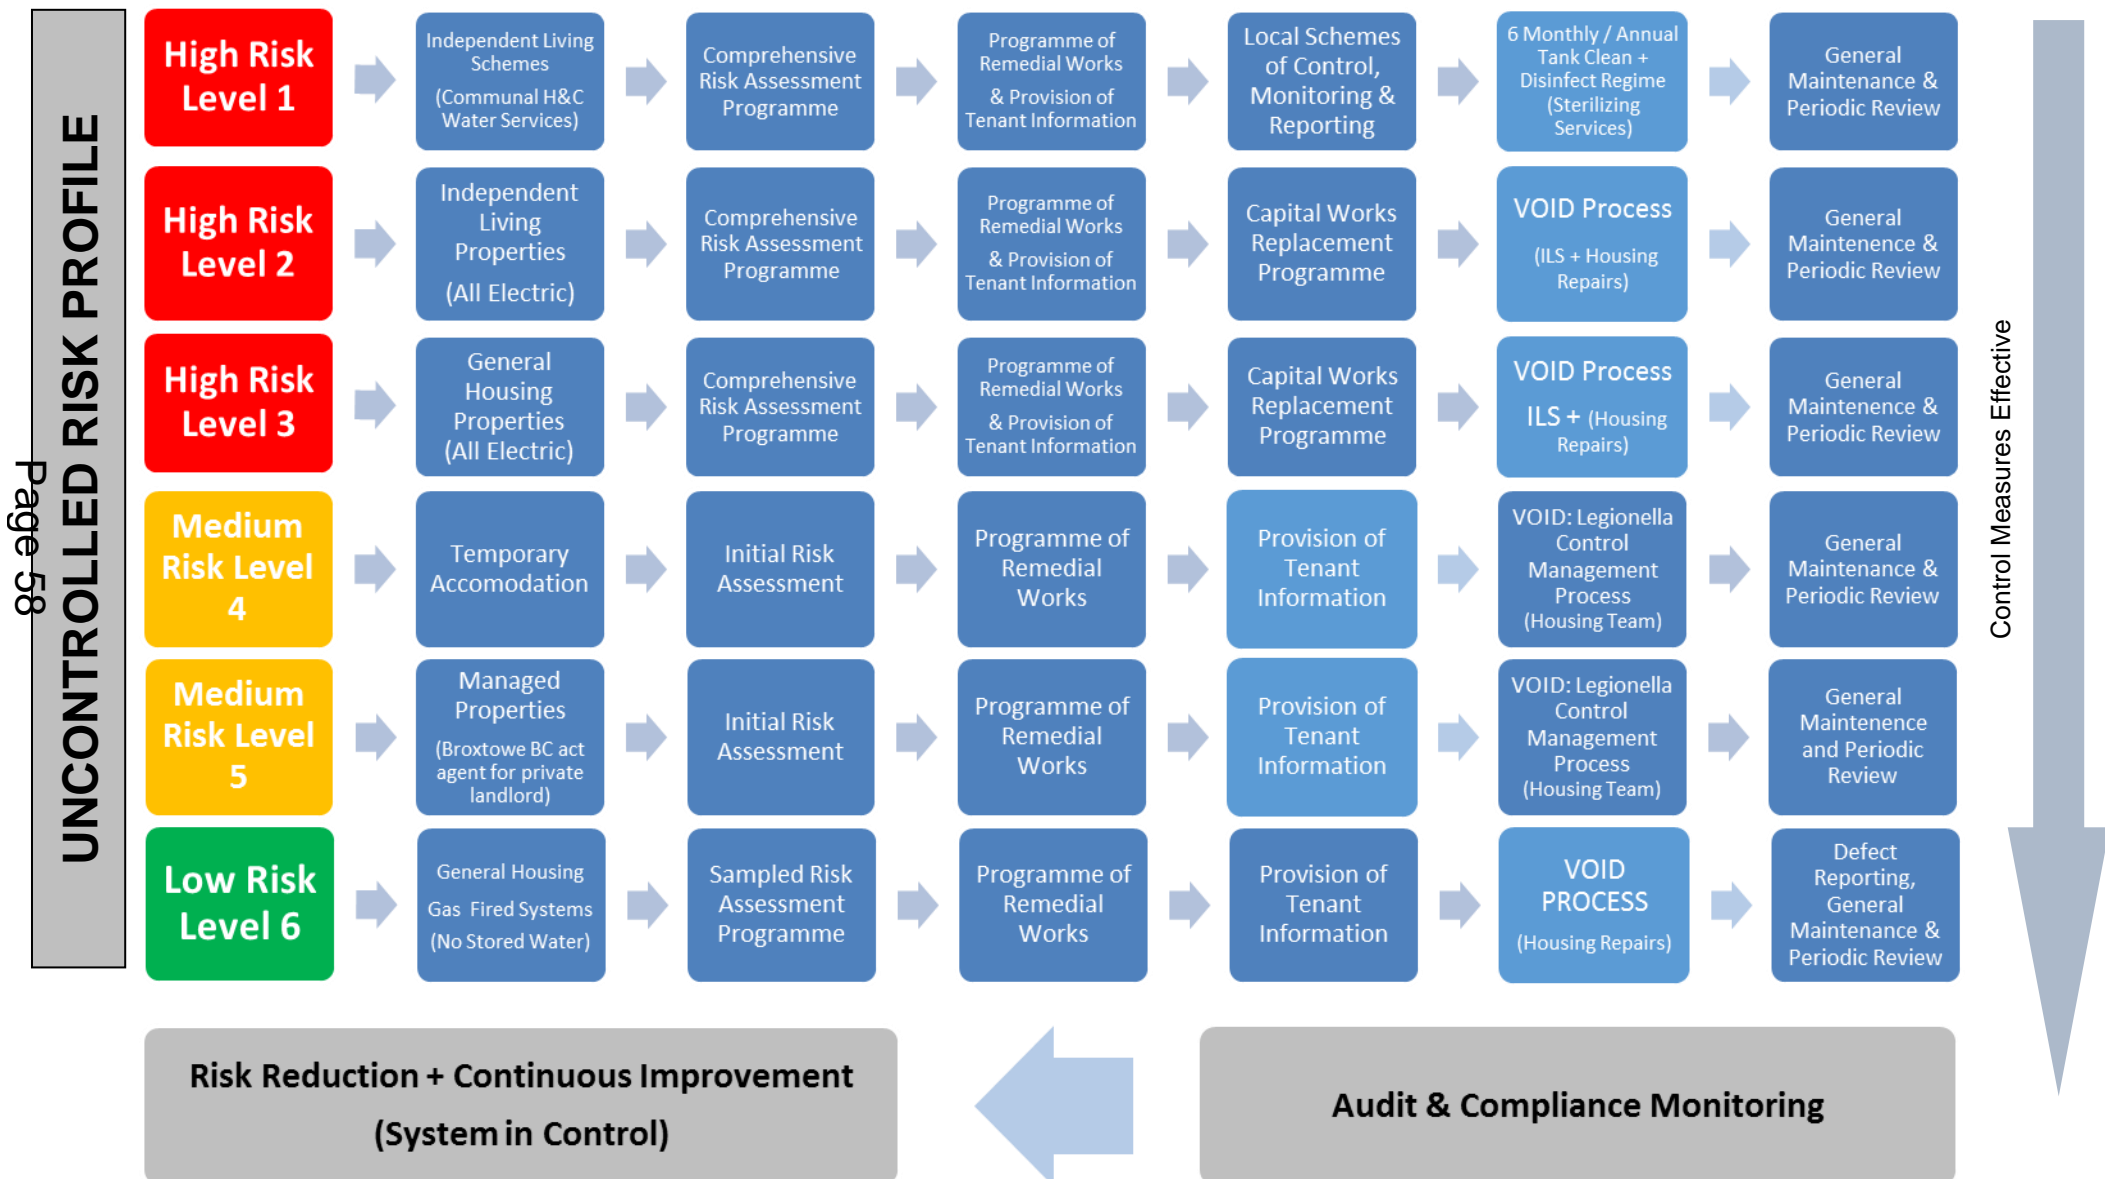 UNCONTROLLED RISK PROFILE
Page 58
High Risk
Level 1
Independent Living
Schemes
(Communal H&C
Water Services)
Comprehensive
Risk Assessment
Programme
Programme of
Remedial Works
& Provision of
Tenant Information
Local Schemes
of Control,
Monitoring &
Reporting
6 Monthly / Annual
Tank Clean +
Disinfect Regime
(Sterilizing
Services)
General
Maintenance &
Periodic Review
High Risk
Level 2
Independent
Living
Properties
(All Electric)
Comprehensive
Risk Assessment
Programme
Programme of
Remedial Works
& Provision of
Tenant Information
Capital Works
Replacement
Programme
VOID Process
(ILS + Housing
Repairs)
General
Maintenence &
Periodic Review
High Risk
Level 3
General
Housing
Properties
(All Electric)
Comprehensive
Risk Assessment
Programme
Programme of
Remedial Works
& Provision of
Tenant Information
Capital Works
Replacement
Programme
VOID Process
ILS + (Housing
Repairs)
General
Maintenence &
Periodic Review
Medium
Risk Level
4
Temporary
Accomodation
Initial Risk
Assessment
Programme of
Remedial
Works
Provision of
Tenant
Information
VOID: Legionella
Control
Management
Process
(Housing Team)
General
Maintenance &
Periodic Review
Medium
Risk Level
5
Managed
Properties
(Broxtowe BC act
agent for private
landlord)
Initial Risk
Assessment
Programme of
Remedial
Works
Provision of
Tenant
Information
VOID: Legionella
Control
Management
Process
(Housing Team)
General
Maintenence
and Periodic
Review
Low Risk
Level 6
General Housing
Gas Fired Systems
(No Stored Water)
Sampled Risk
Assessment
Programme
Programme of
Remedial
Works
Provision of
Tenant
Information
VOID
PROCESS
(Housing Repairs)
Defect
Reporting,
General
Maintenance &
Periodic Review
Control Measures Effective
Risk Reduction + Continuous Improvement
(System in Control)
Audit & Compliance Monitoring